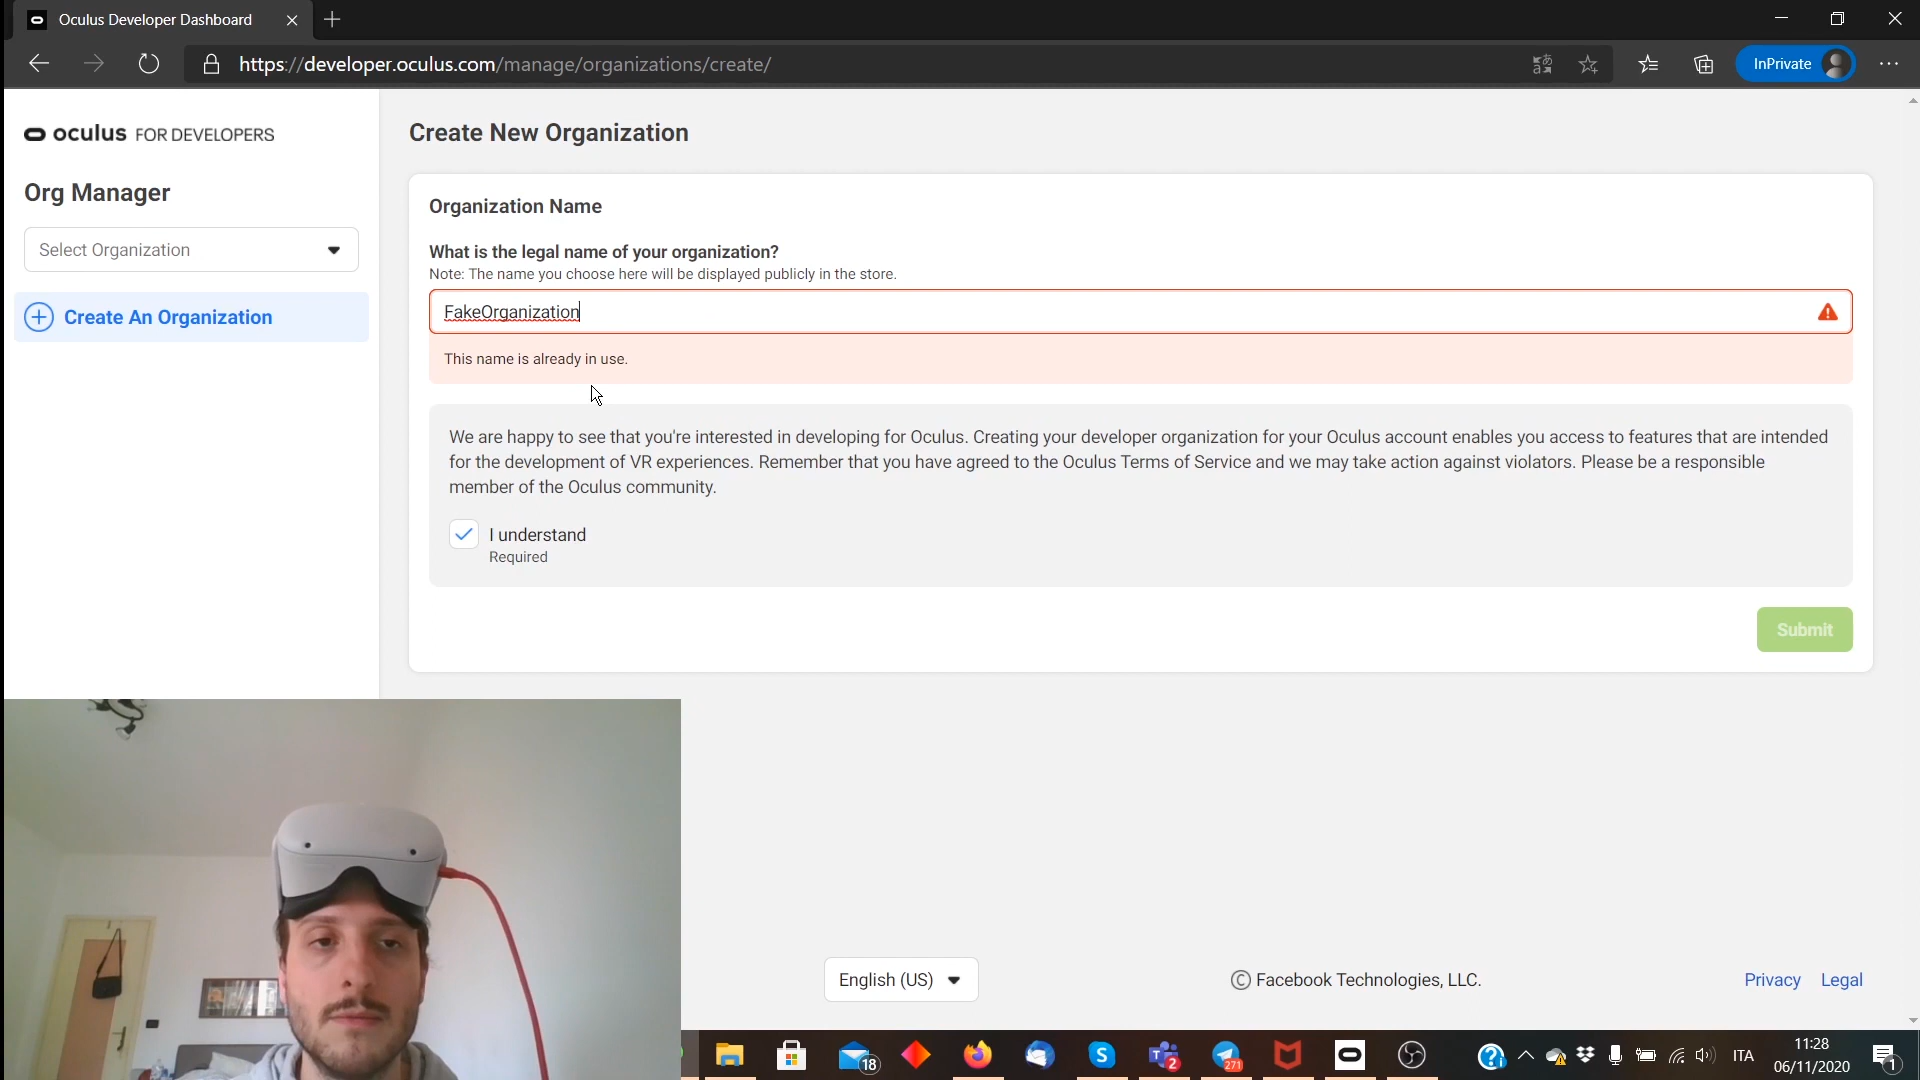 Oculus Developer Dashboard
https://developer.oculus.com/manage/organizations/create/
InPrivate
oculus FOR DEVELOPERS
Org Manager
Select Organization
Create An Organization
Create New Organization
Organization Name
What is the legal name of your organization?
Note: The name you choose here will be displayed publicly in the store.
FakeOrganization
This name is already in use.
We are happy to see that you're interested in developing for Oculus. Creating your developer organization for your Oculus account enables you access to features that are intended
for the development of VR experiences. Remember that you have agreed to the Oculus Terms of Service and we may take action against violators. Please be a responsible
member of the Oculus community.
I understand
Required
Submit
English (US)
© Facebook Technologies, LLC.
Privacy
Legal
18
2
271
ITA
11:28
06/11/2020
1